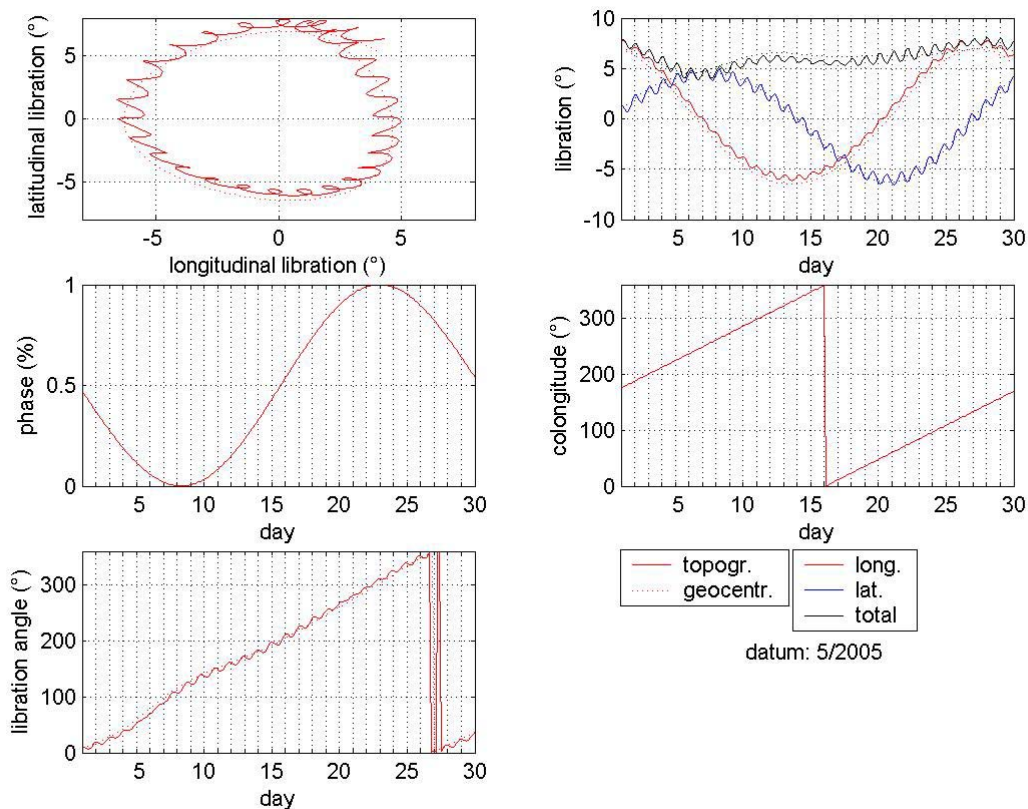 latitudinal libration (°)
5
0
-5
-5
0
5
longitudinal libration (°)
libration (°)
10
5
0
-5
-10
5
10
15
20
25
30
day
phase (%)
1
0.5
0
5
10
15
20
25
30
day
colongitude (°)
300
200
100
0
5
10
15
20
25
30
day
libration angle (°)
300
200
100
0
5
10
15
20
25
30
day
topogr.
geocentr.
long.
lat.
total
datum: 5/2005